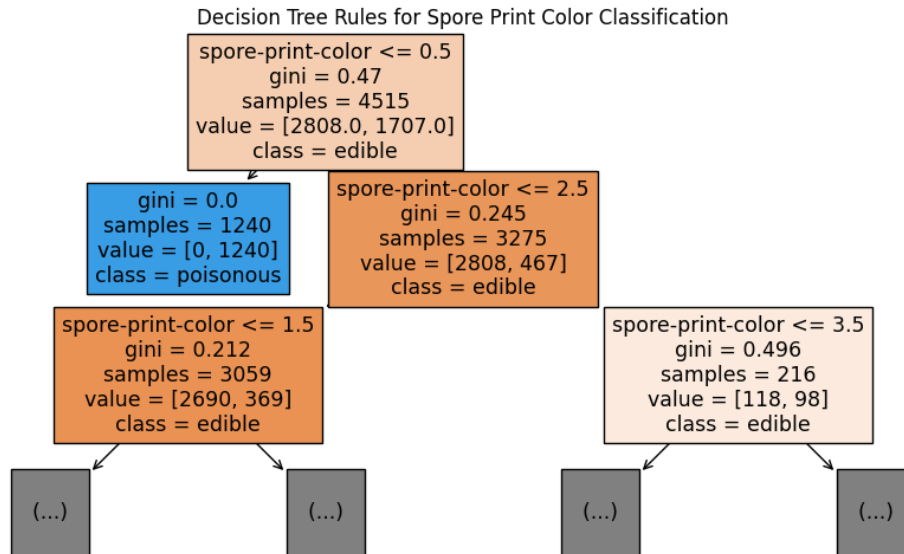 Decision Tree Rules for Spore Print Color Classification
spore-print-color <= 0.5
gini = 0.47
samples = 4515
value = [2808.0, 1707.0]
class = edible
gini = 0.0
samples = 1240
value = [0, 1240]
class = poisonous
spore-print-color <= 2.5
gini = 0.245
samples = 3275
value = [2808, 467]
class = edible
spore-print-color <= 1.5
gini = 0.212
samples = 3059
value = [2690, 369]
class = edible
spore-print-color <= 3.5
gini = 0.496
samples = 216
value = [118, 98]
class = edible
(...)
(...)
(...)
(...)